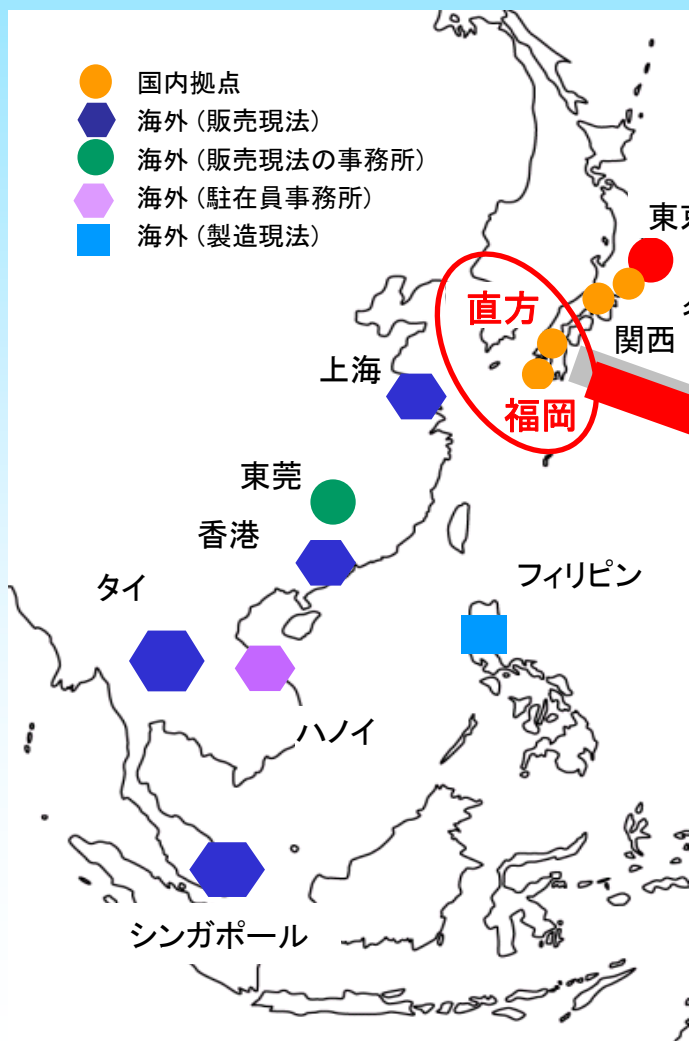 国内拠点
海外（販売現法）
海外（販売現法の事務所）
海外（駐在員事務所）
海外（製造現法）
東京
直方
関西
上海
福岡
東莞
香港
フィリピン
タイ
ハノイ
シンガポール